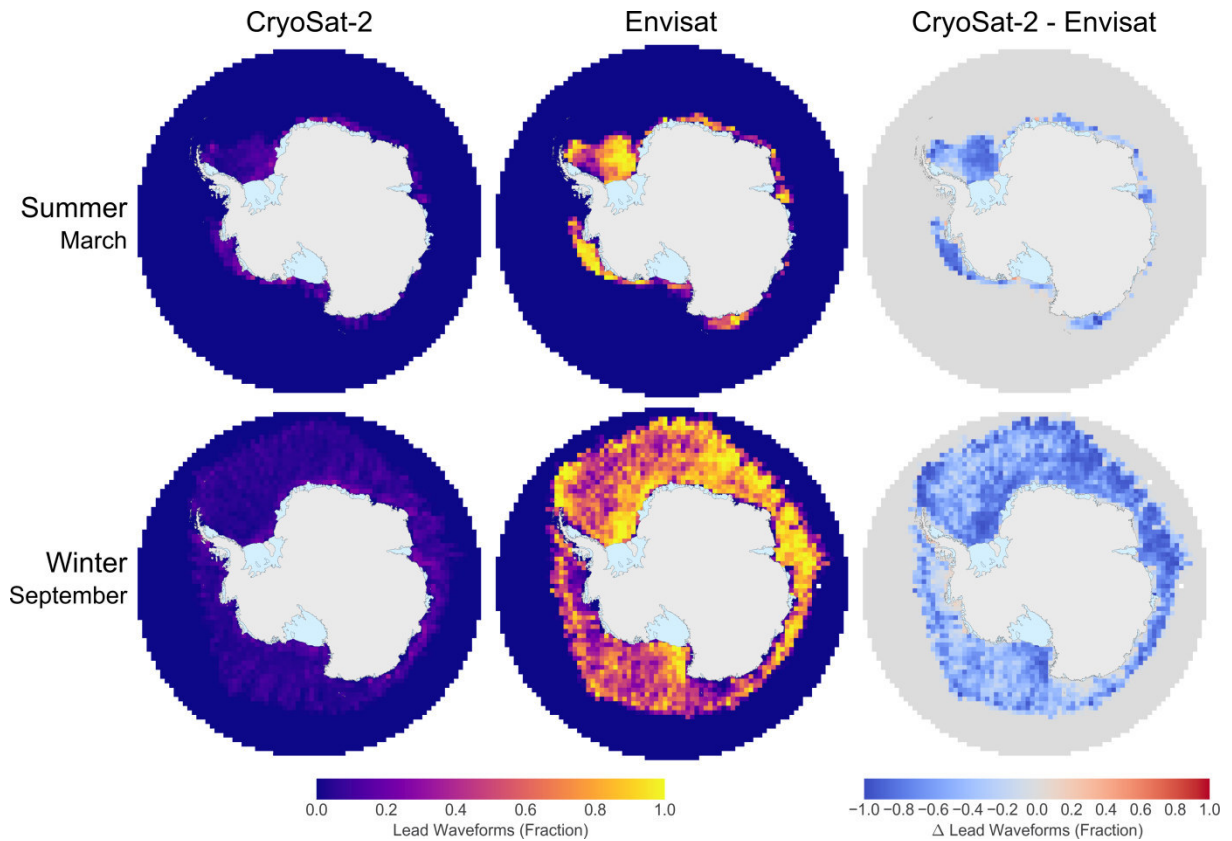 CryoSat-2 Envisat CryoSat-2 - Envisat
Summer
March
Winter
September
0.0 0.2 0.4 0.6 0.8 1.0
Lead Waveforms (Fraction)
−1.0 −0.8 −0.6 −0.4 −0.2 0.0 0.2 0.4 0.6 0.8 1.0
Δ Lead Waveforms (Fraction)